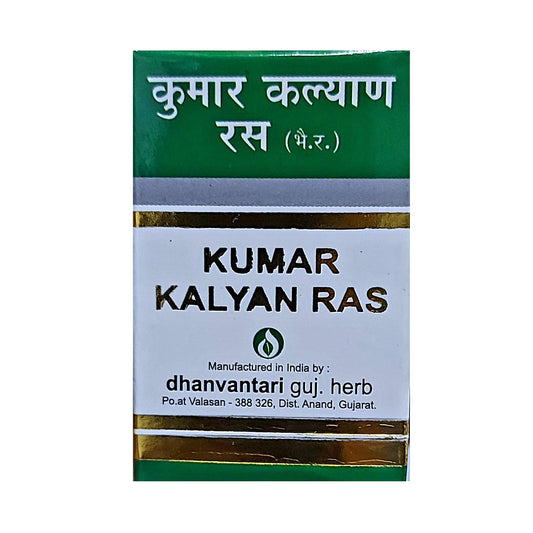 कुमार कल्याण
रस (भै.र.)
KUMAR
KALYAN RAS
Manufactured in India by :
dhanvantari guj. herb
Po.at Valasan - 388 326, Dist. Anand, Gujarat.